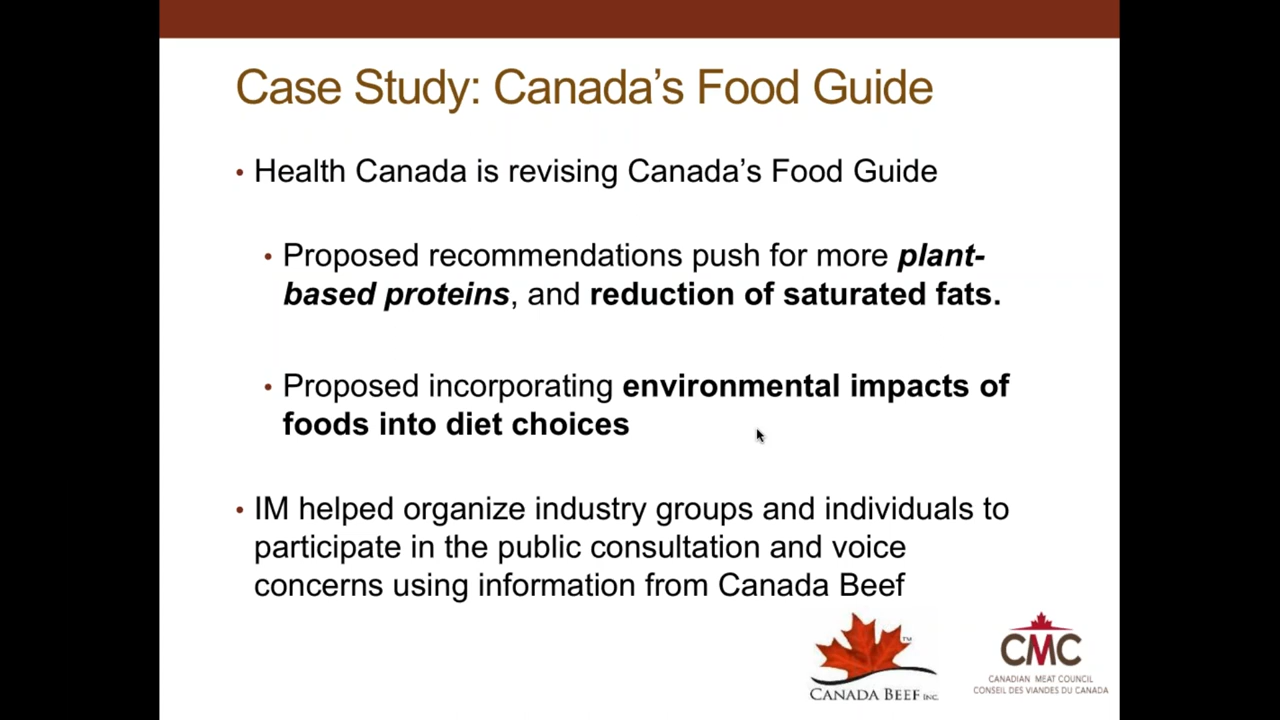 Case Study: Canada's Food Guide
• Health Canada is revising Canada's Food Guide
• Proposed recommendations push for more plant-
based proteins, and reduction of saturated fats.
• Proposed incorporating environmental impacts of
foods into diet choices
• IM helped organize industry groups and individuals to
participate in the public consultation and voice
concerns using information from Canada Beef
TM
CANADA BEEF INC.
CMC
CANADIAN MEAT COUNCIL
CONSEIL DES VIANDES DU CANADA